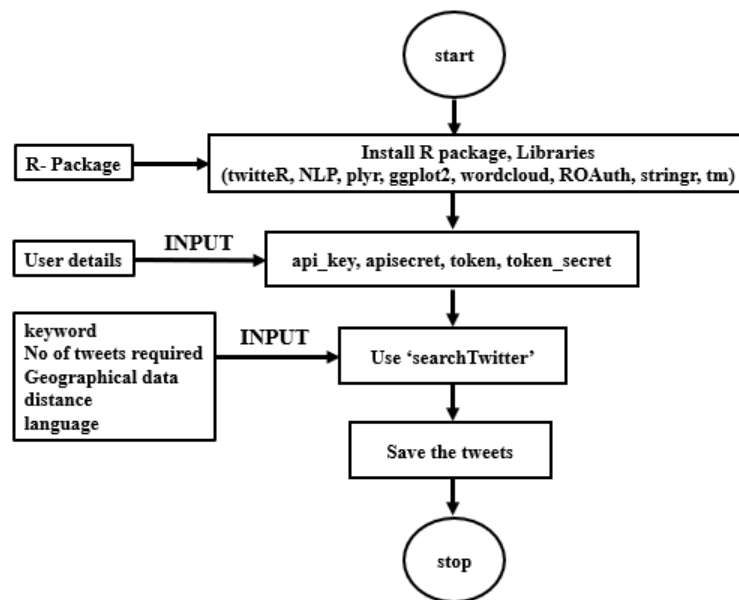 start
R- Package
Install R package, Libraries
(twitteR, NLP, plyr, ggplot2, wordcloud, ROAuth, stringr, tm)
User details
INPUT
api_key, apisecret, token, token_secret
keyword
No of tweets required
Geographical data
distance
language
INPUT
Use ‘searchTwitter’
Save the tweets
stop